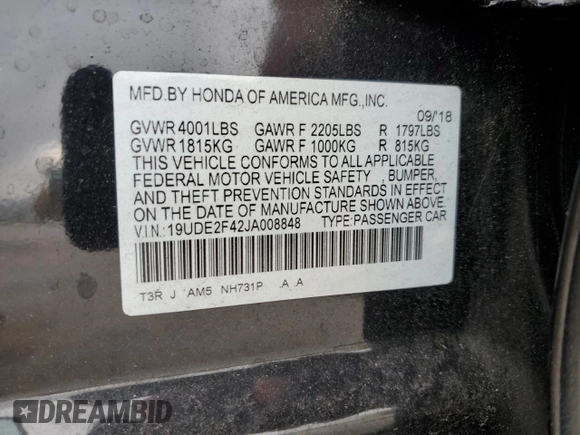 MFD.BY HONDA OF AMERICA MFG.,INC.
09/18
GVWR 4001LBS GAWR F 2205LBS R 1797LBS
GVWR 1815KG GAWR F 1000KG R 815KG
THIS VEHICLE CONFORMS TO ALL APPLICABLE
FEDERAL MOTOR VEHICLE SAFETY , BUMPER,
AND THEFT PREVENTION STANDARDS IN EFFECT
ON THE DATE OF MANUFACTURE SHOWN ABOVE.
V.I.N.:19UDE2F42JA008848 TYPE:PASSENGER CAR
T3R J AM5 NH731P .A .A
DREAMBID